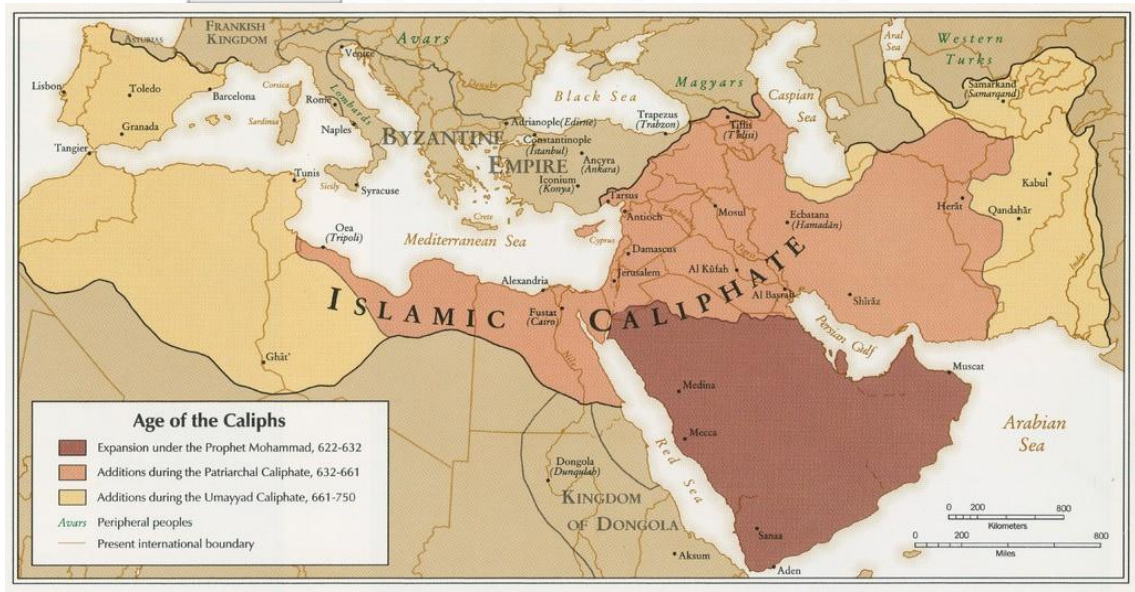 FRANKISH
KINGDOM
ASTURIAS
Avars
Venice
Danube
Aral
Sea
Western
Turks
Magyars
Caspian
Sea
Samarkand
(Samarqand)
Lisbon
Toledo
Barcelona
Corsica
Rome
Lombards
Black Sea
Trapezus
(Trabzon)
Tiflis
(Tbilisi)
Granada
Sardinia
Naples
BYZANTINE
EMPIRE
Adrianople (Edirne)
Constantinople
(Istanbul)
Ancyra
(Ankara)
Iconium
(Konya)
Tangier
Tunis
Sicily
Syracuse
Crete
Tarsus
Antioch
Cyprus
Euphrates
Mosul
Tigris
Ecbatana
(Hamadān)
Herāt
Kabul
Qandahār
Indus
Oea
(Tripoli)
Mediterranean Sea
Damascus
Jerusalem
Al Kūfah
Al Baṣrah
Shīrāz
Alexandria
Fustat
(Cairo)
Nile
ISLAMIC CALIPHATE
Persian Gulf
Ghāt'
Medina
Mecca
Muscat
Red Sea
Arabian
Sea
Dongola
(Dunqulah)
KINGDOM
OF DONGOLA
Sanaa
Aksum
Aden
Age of the Caliphs
Expansion under the Prophet Mohammad, 622-632
Additions during the Patriarchal Caliphate, 632-661
Additions during the Umayyad Caliphate, 661-750
Avars Peripheral peoples
Present international boundary
0 200 800
Kilometers
0 200 800
Miles